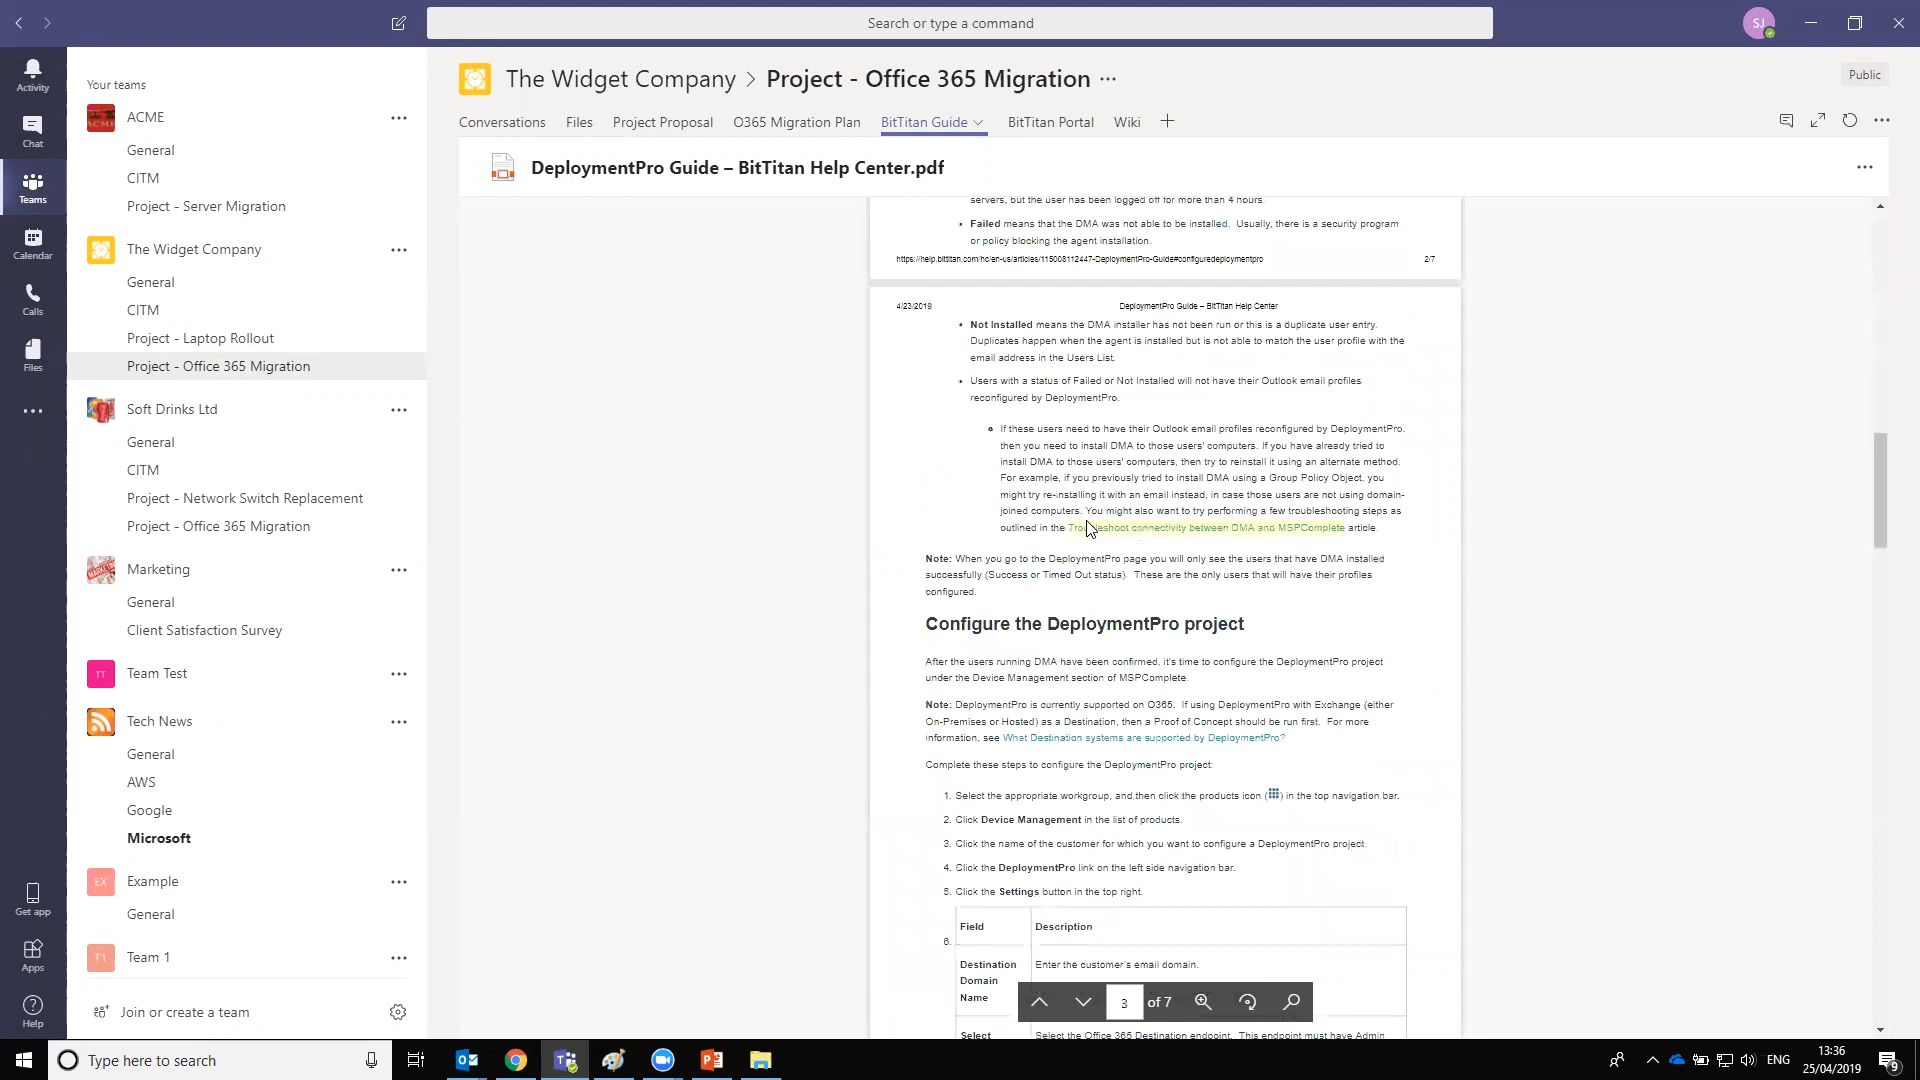 Search or type a command
SJ
Activity
Chat
Teams
Calendar
Calls
Files
Get app
Apps
Help
Your teams
ACME
General
CITM
Project - Server Migration
The Widget Company
General
CITM
Project - Laptop Rollout
Project - Office 365 Migration
Soft Drinks Ltd
General
CITM
Project - Network Switch Replacement
Project - Office 365 Migration
Marketing
General
Client Satisfaction Survey
TT Team Test
Tech News
General
AWS
Google
Microsoft
EX Example
General
T1 Team 1
Join or create a team
The Widget Company > Project - Office 365 Migration ···
Public
Conversations Files Project Proposal O365 Migration Plan BitTitan Guide BitTitan Portal Wiki +
DeploymentPro Guide – BitTitan Help Center.pdf
servers, but the user has been logged off for more than 4 hours.
• Failed means that the DMA was not able to be installed. Usually, there is a security program
or policy blocking the agent installation.
https://help.bittitan.com/hc/en-us/articles/115008112447-DeploymentPro-Guide#configuredeploymentpro 2/7
4/23/2019 DeploymentPro Guide – BitTitan Help Center
• Not Installed means the DMA installer has not been run or this is a duplicate user entry.
Duplicates happen when the agent is installed but is not able to match the user profile with the
email address in the Users List.
• Users with a status of Failed or Not Installed will not have their Outlook email profiles
reconfigured by DeploymentPro.
If these users need to have their Outlook email profiles reconfigured by DeploymentPro,
then you need to install DMA to those users' computers. If you have already tried to
install DMA to those users' computers, then try to reinstall it using an alternate method.
For example, if you previously tried to install DMA using a Group Policy Object, you
might try re-installing it with an email instead, in case those users are not using domain-
joined computers. You might also want to try performing a few troubleshooting steps as
outlined in the Troubleshoot connectivity between DMA and MSPComplete article.
Note: When you go to the DeploymentPro page you will only see the users that have DMA installed
successfully (Success or Timed Out status). These are the only users that will have their profiles
configured.
Configure the DeploymentPro project
After the users running DMA have been confirmed, it's time to configure the DeploymentPro project
under the Device Management section of MSPComplete.
Note: DeploymentPro is currently supported on O365. If using DeploymentPro with Exchange (either
On-Premises or Hosted) as a Destination, then a Proof of Concept should be run first. For more
information, see What Destination systems are supported by DeploymentPro?
Complete these steps to configure the DeploymentPro project:
1. Select the appropriate workgroup, and then click the products icon ( ) in the top navigation bar.
2. Click Device Management in the list of products.
3. Click the name of the customer for which you want to configure a DeploymentPro project.
4. Click the DeploymentPro link on the left side navigation bar.
5. Click the Settings button in the top right.
6.
Field Description
Destination Domain Name Enter the customer's email domain.
Select Select the Office 365 Destination endpoint. This endpoint must have Admin
3 of 7
Type here to search
ENG
13:36
25/04/2019
9